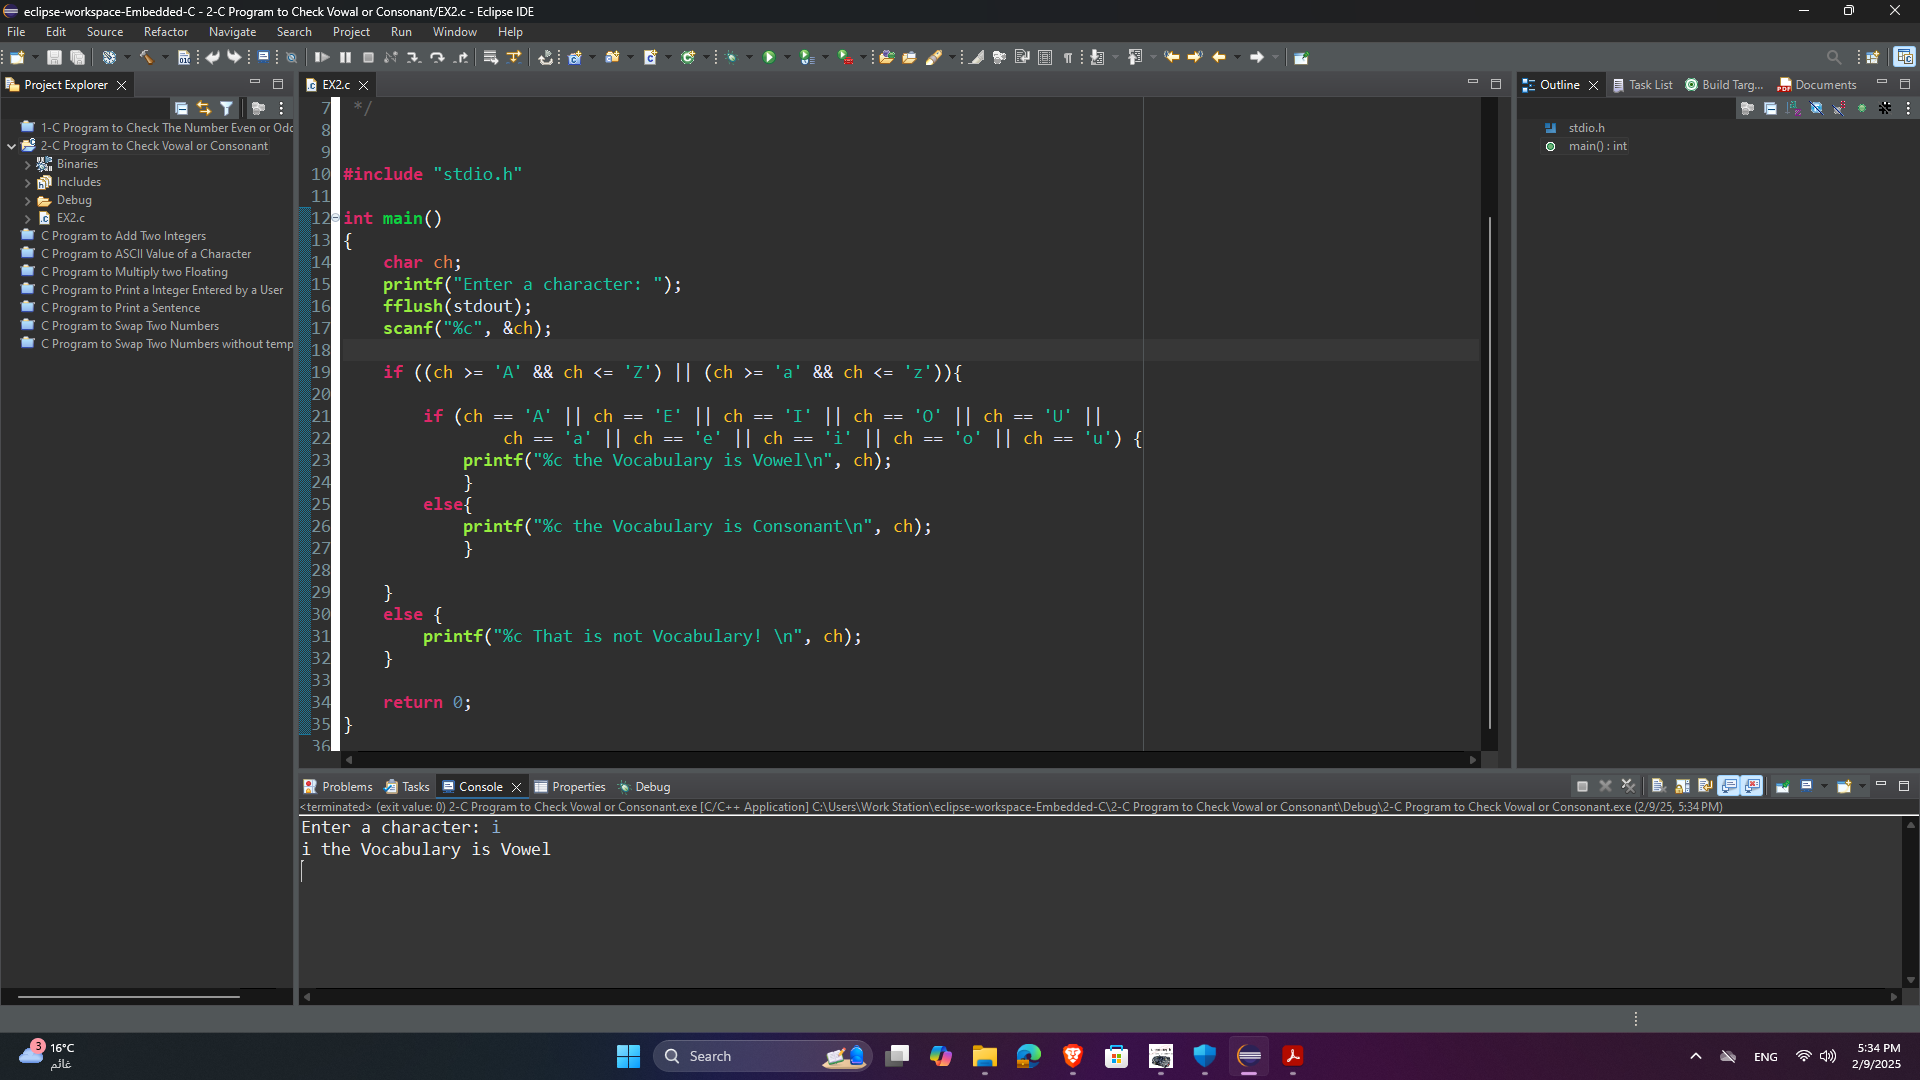 eclipse-workspace-Embedded-C - 2-C Program to Check Vowal or Consonant/EX2.c - Eclipse IDE
File Edit Source Refactor Navigate Search Project Run Window Help
Project Explorer
1-C Program to Check The Number Even or Odd
2-C Program to Check Vowal or Consonant
Binaries
Includes
Debug
EX2.c
C Program to Add Two Integers
C Program to ASCII Value of a Character
C Program to Multiply two Floating
C Program to Print a Integer Entered by a User
C Program to Print a Sentence
C Program to Swap Two Numbers
C Program to Swap Two Numbers without temp
EX2.c
7 */
8
9
10 #include "stdio.h"
11
12 int main()
13 {
14 char ch;
15 printf("Enter a character: ");
16 fflush(stdout);
17 scanf("%c", &ch);
18
19 if ((ch >= 'A' && ch <= 'Z') || (ch >= 'a' && ch <= 'z')){
20
21 if (ch == 'A' || ch == 'E' || ch == 'I' || ch == 'O' || ch == 'U' ||
22 ch == 'a' || ch == 'e' || ch == 'i' || ch == 'o' || ch == 'u') {
23 printf("%c the Vocabulary is Vowel\n", ch);
24 }
25 else{
26 printf("%c the Vocabulary is Consonant\n", ch);
27 }
28
29 }
30 else {
31 printf("%c That is not Vocabulary! \n", ch);
32 }
33
34 return 0;
35 }
36
Outline Task List Build Targ... Documents
stdio.h
main() : int
Problems Tasks Console Properties Debug
<terminated> (exit value: 0) 2-C Program to Check Vowal or Consonant.exe [C/C++ Application] C:\Users\Work Station\eclipse-workspace-Embedded-C\2-C Program to Check Vowal or Consonant\Debug\2-C Program to Check Vowal or Consonant.exe (2/9/25, 5:34 PM)
Enter a character: i
i the Vocabulary is Vowel
3
16°C
غائم
Search
ENG
5:34 PM
2/9/2025